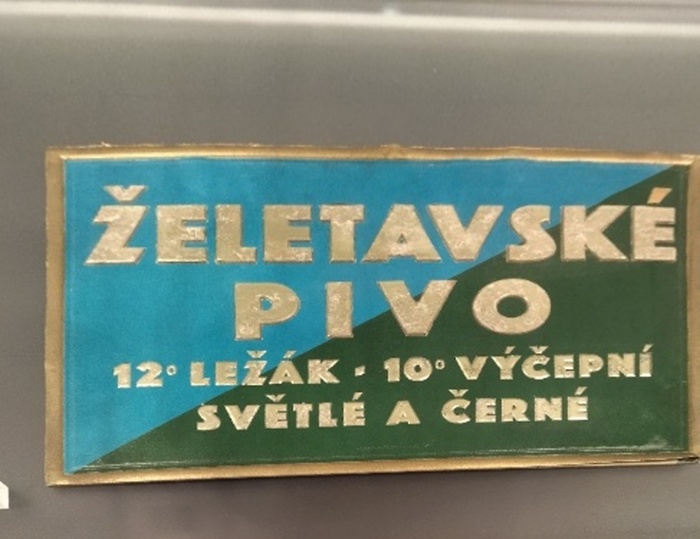 ŽELETAVSKÉ
PIVO
12° LEŽÁK · 10° VÝČEPNÍ
SVĚTLÉ A ČERNÉ